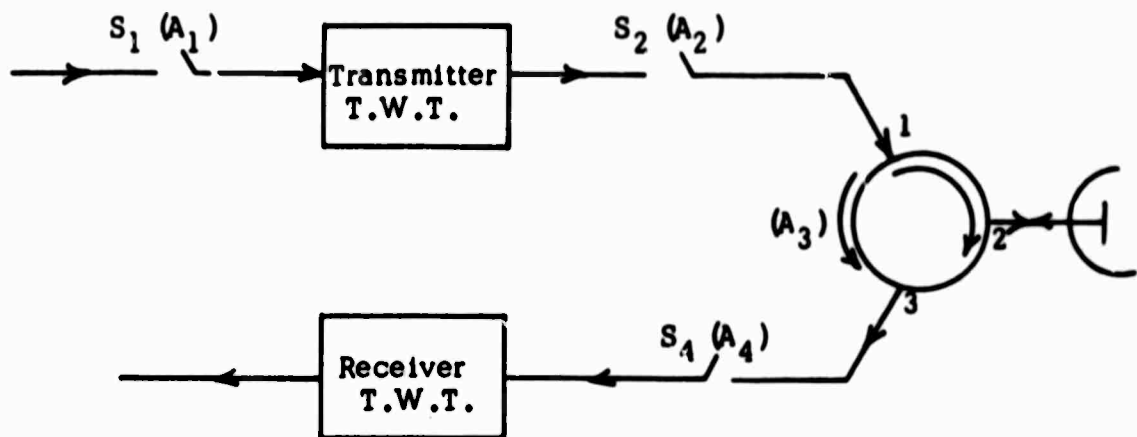 S₁ (A₁)
S₂ (A₂)
Transmitter
T.W.T.
1
(A₃)
2
3
S₄ (A₄)
Receiver
T.W.T.